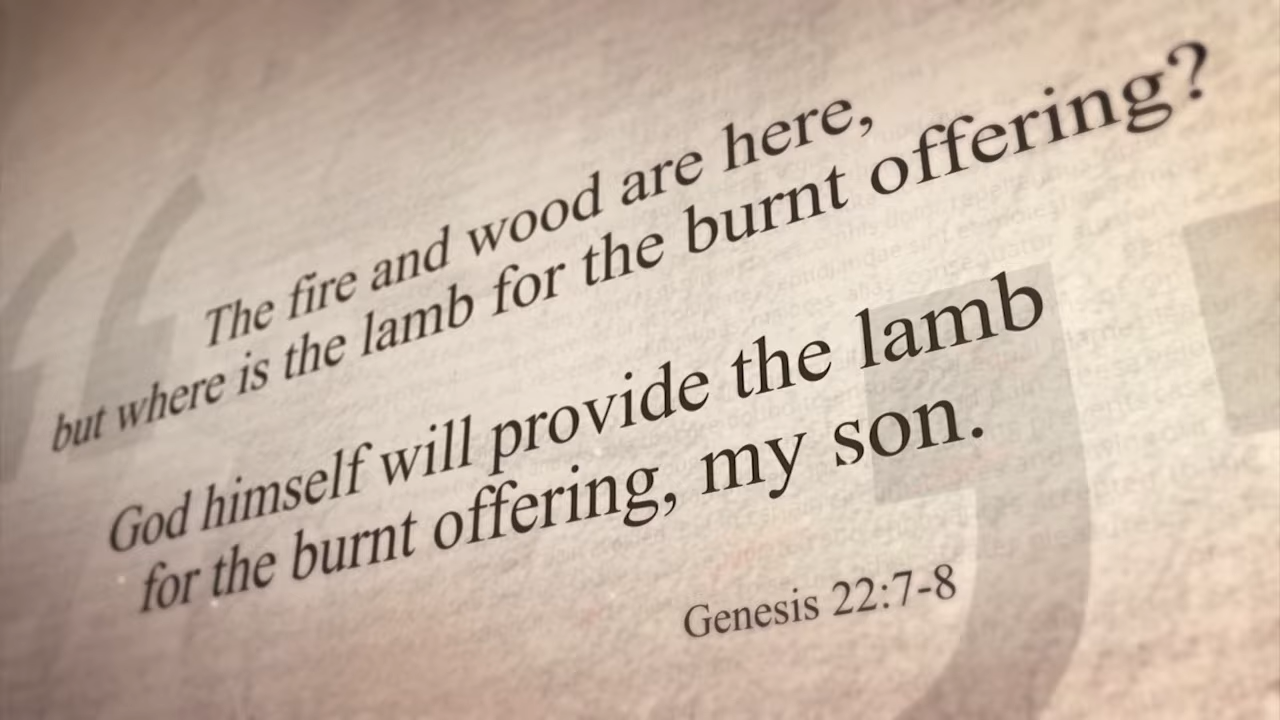 The fire and wood are here,
but where is the lamb for the burnt offering?
God himself will provide the lamb
for the burnt offering, my son.
Genesis 22:7-8